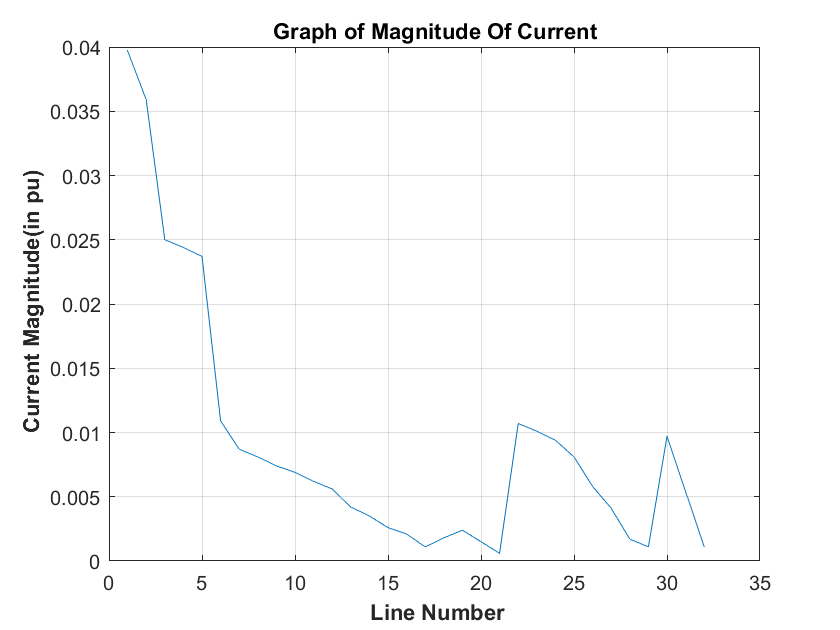 Graph of Magnitude Of Current
0.04
0.035
0.03
0.025
0.02
0.015
0.01
0.005
0
Current Magnitude(in pu)
0 5 10 15 20 25 30 35
Line Number